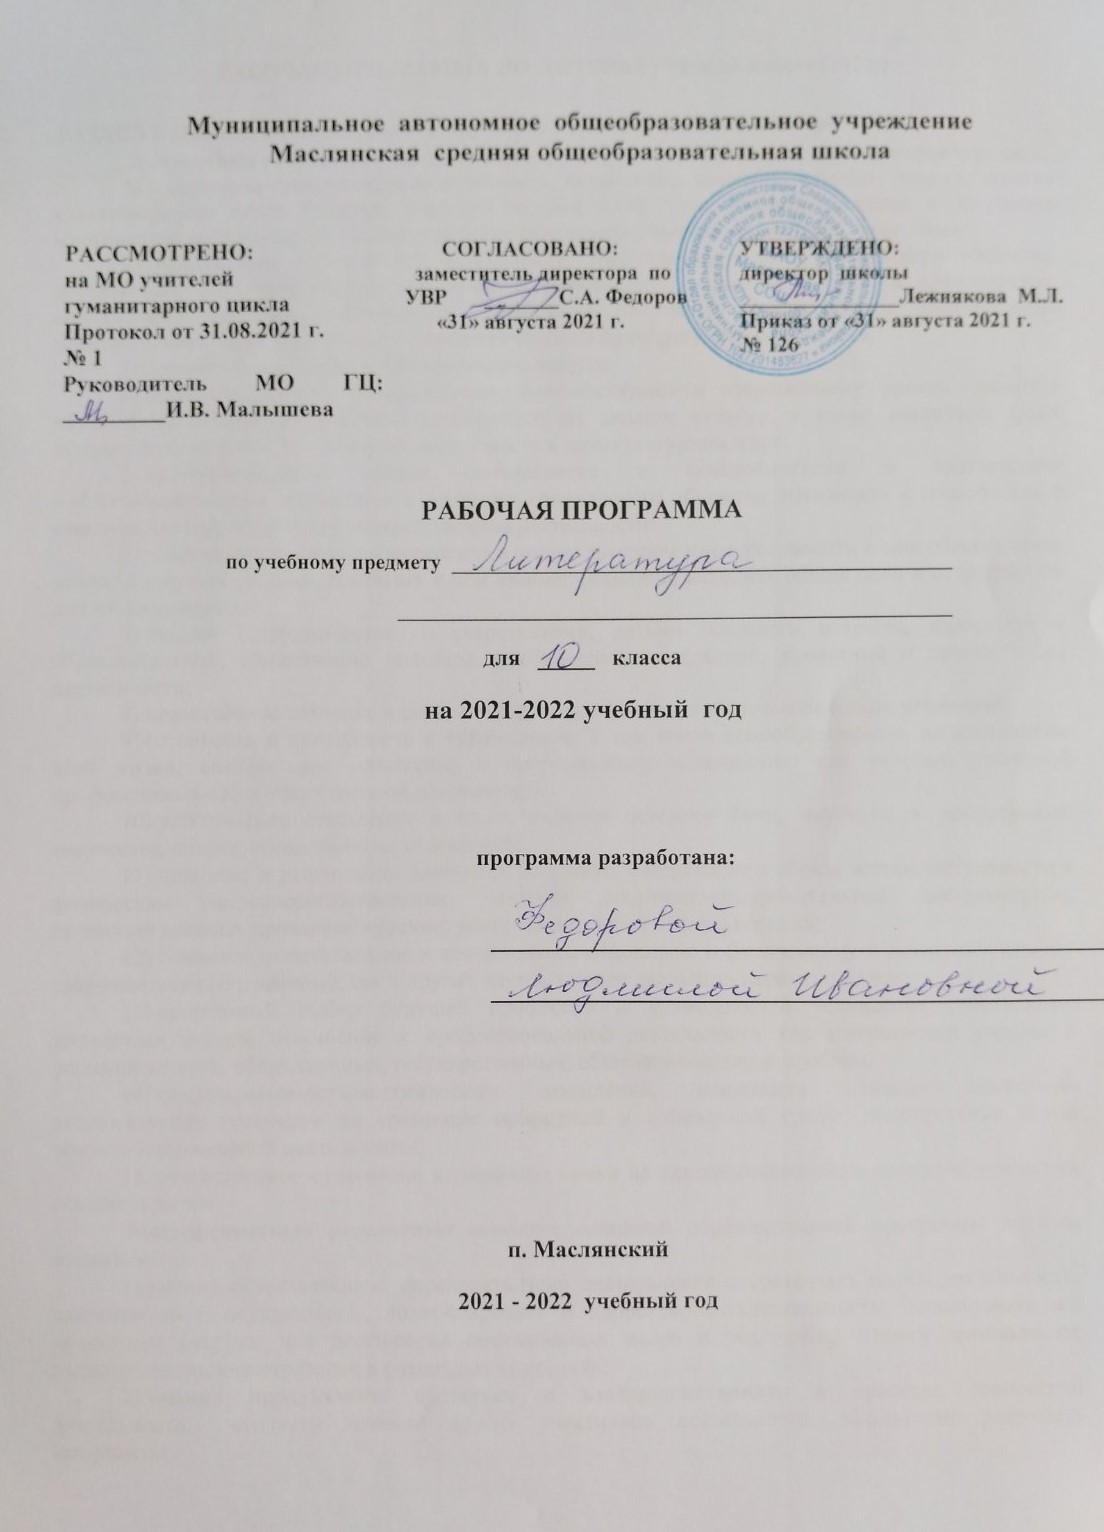 Муниципальное автономное общеобразовательное учреждение
Маслянская средняя общеобразовательная школа
РАССМОТРЕНО:
на МО учителей
гуманитарного цикла
Протокол от 31.08.2021 г.
№ 1
Руководитель МО ГЦ:
И.В. Малышева
СОГЛАСОВАНО:
заместитель директора по
УВР С.А. Федоров
«31» августа 2021 г.
УТВЕРЖДЕНО:
директор школы
Лежнякова М.Л.
Приказ от «31» августа 2021 г.
№ 126
РАБОЧАЯ ПРОГРАММА
по учебному предмету Литература
для 10 класса
на 2021-2022 учебный год
программа разработана:
Федоровой
Людмилой Ивановной
п. Маслянский
2021 - 2022 учебный год